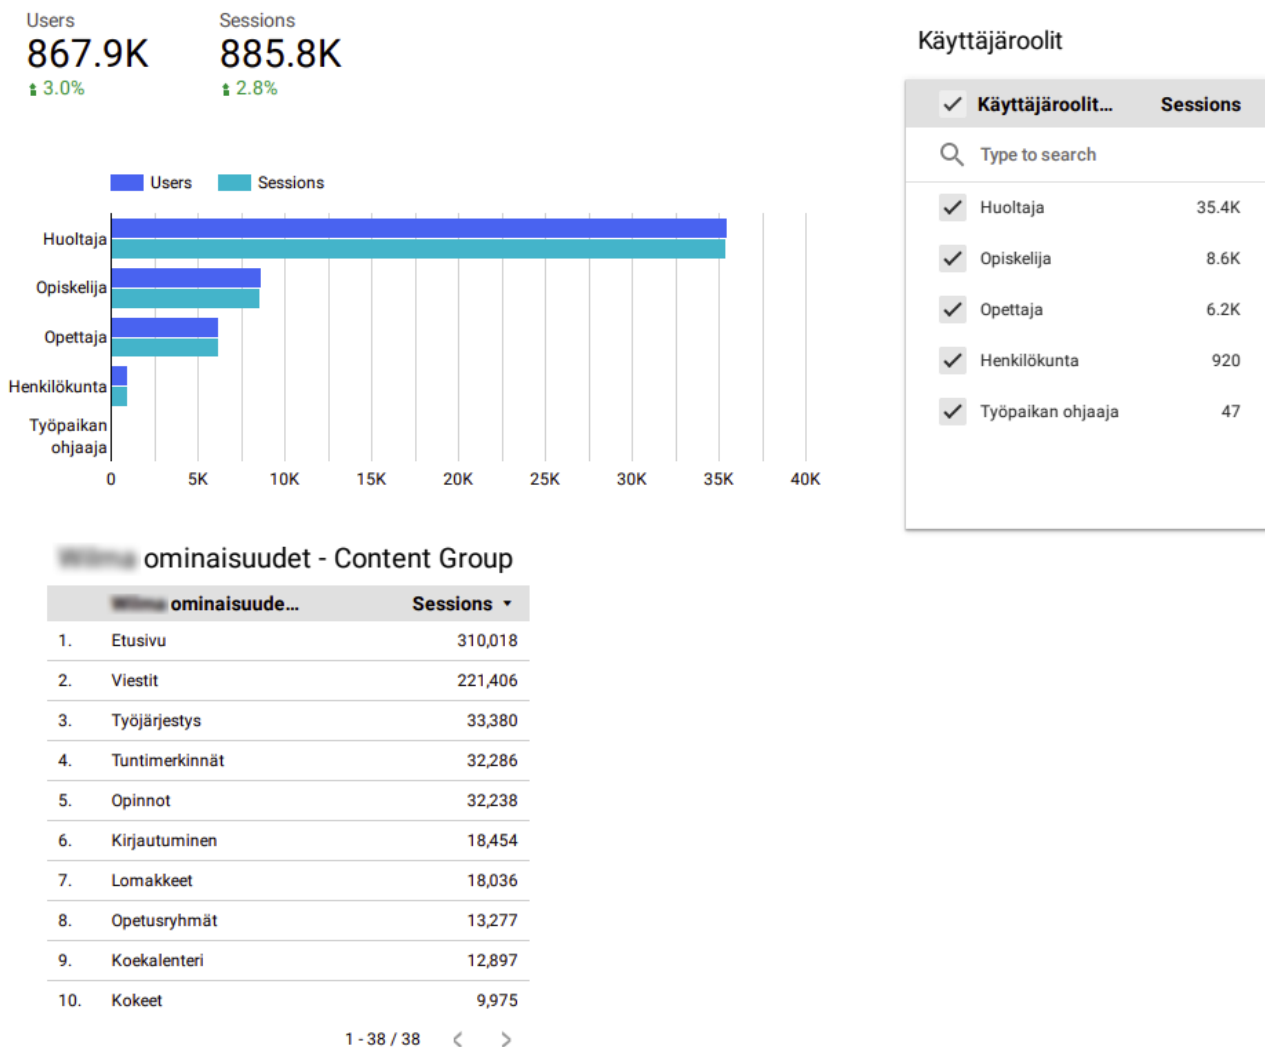 Users Sessions
867.9K 885.8K
3.0% 2.8%
Users Sessions
Huoltaja
Opiskelija
Opettaja
Henkilökunta
Työpaikan
ohjaaja
0 5K 10K 15K 20K 25K 30K 35K 40K
Käyttäjäroolit
Käyttäjäroolit... Sessions
Type to search
Huoltaja 35.4K
Opiskelija 8.6K
Opettaja 6.2K
Henkilökunta 920
Työpaikan ohjaaja 47
ominaisuudet - Content Group
ominaisuude... Sessions
1. Etusivu 310,018
2. Viestit 221,406
3. Työjärjestys 33,380
4. Tuntimerkinnät 32,286
5. Opinnot 32,238
6. Kirjautuminen 18,454
7. Lomakkeet 18,036
8. Opetusryhmät 13,277
9. Koekalenteri 12,897
10. Kokeet 9,975
1 - 38 / 38